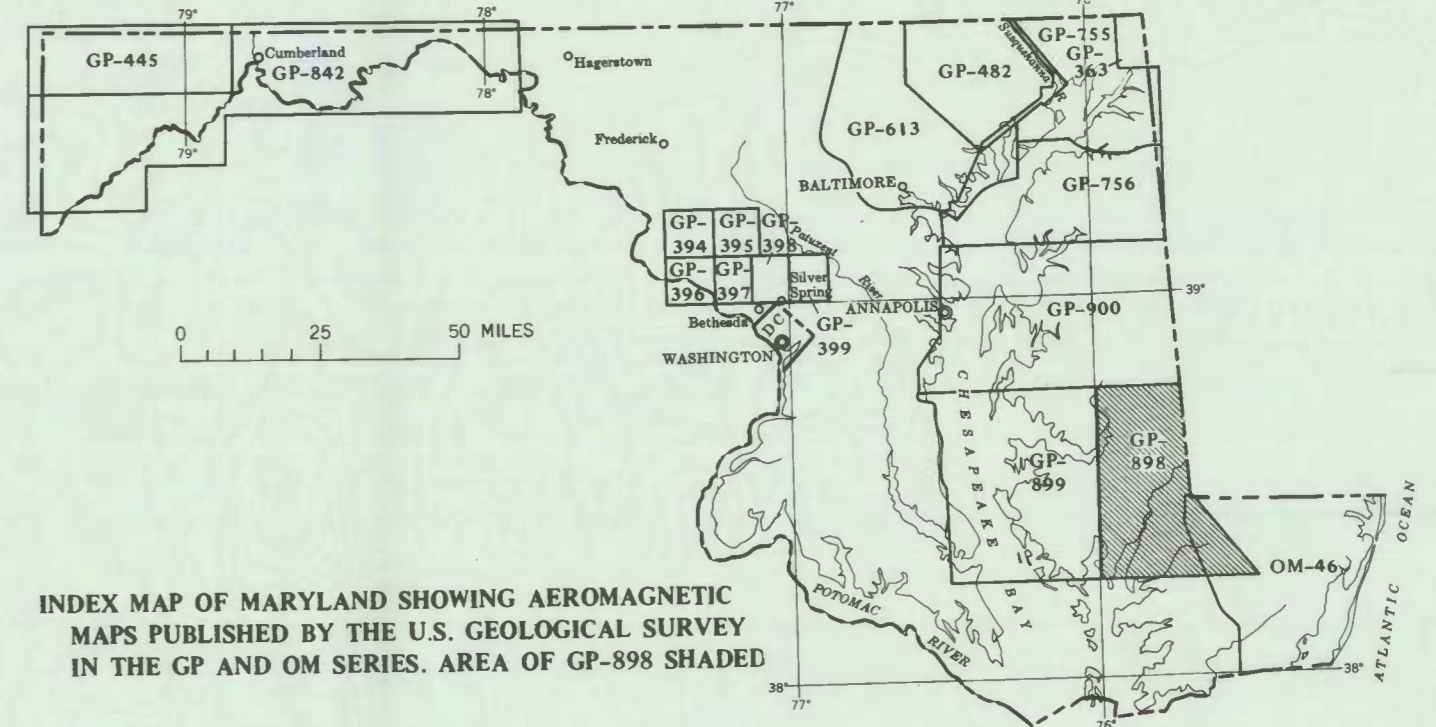 79°
78°
77°
GP-445
Cumberland
GP-842
Hagerstown
78°
79°
Frederick
GP-482
Susquehanna
R
GP-755
GP-
363
GP-613
BALTIMORE
GP-756
GP-
394
GP-
395
GP-
398
GP-
396
GP-
397
Silver
Spring
Patuxent
River
Bethesda
DC
WASHINGTON
GP-
399
ANNAPOLIS
39°
GP-900
0 25 50 MILES
CHESAPEAKE
BAY
GP-
899
GP-
898
OM-46
ATLANTIC OCEAN
POTOMAC
RIVER
38°
77°
76°
38°
INDEX MAP OF MARYLAND SHOWING AEROMAGNETIC
MAPS PUBLISHED BY THE U.S. GEOLOGICAL SURVEY
IN THE GP AND OM SERIES. AREA OF GP-898 SHADED